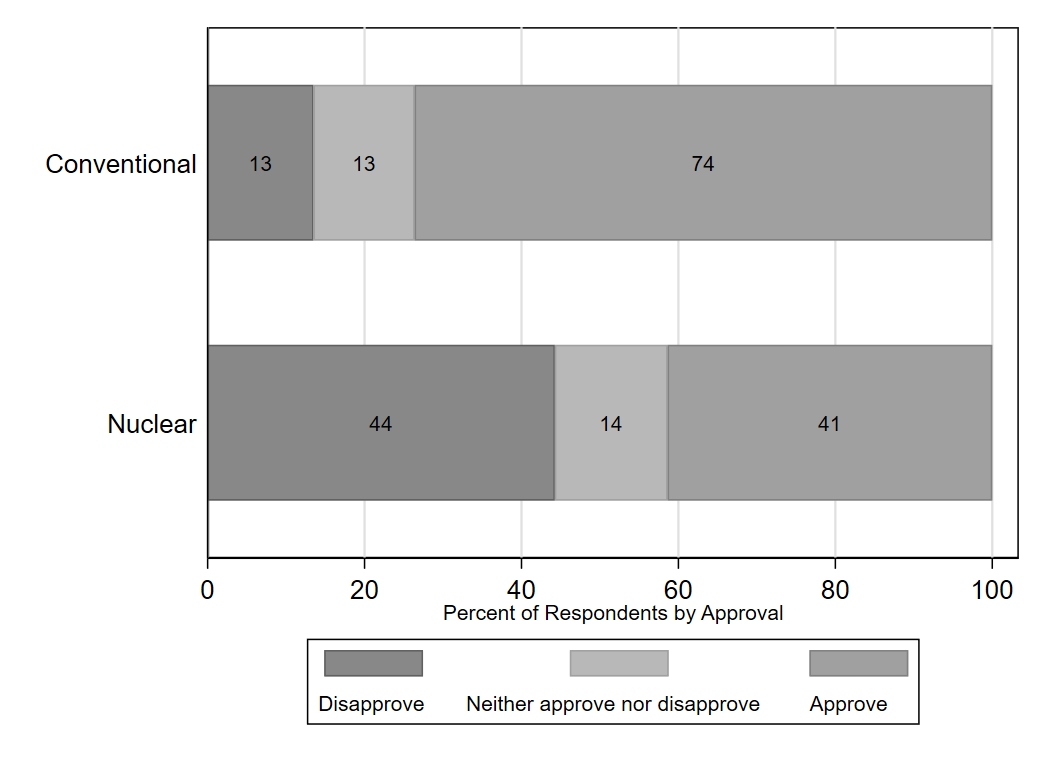 Conventional
13 13 74
Nuclear
44 14 41
0 20 40 60 80 100
Percent of Respondents by Approval
Disapprove Neither approve nor disapprove Approve